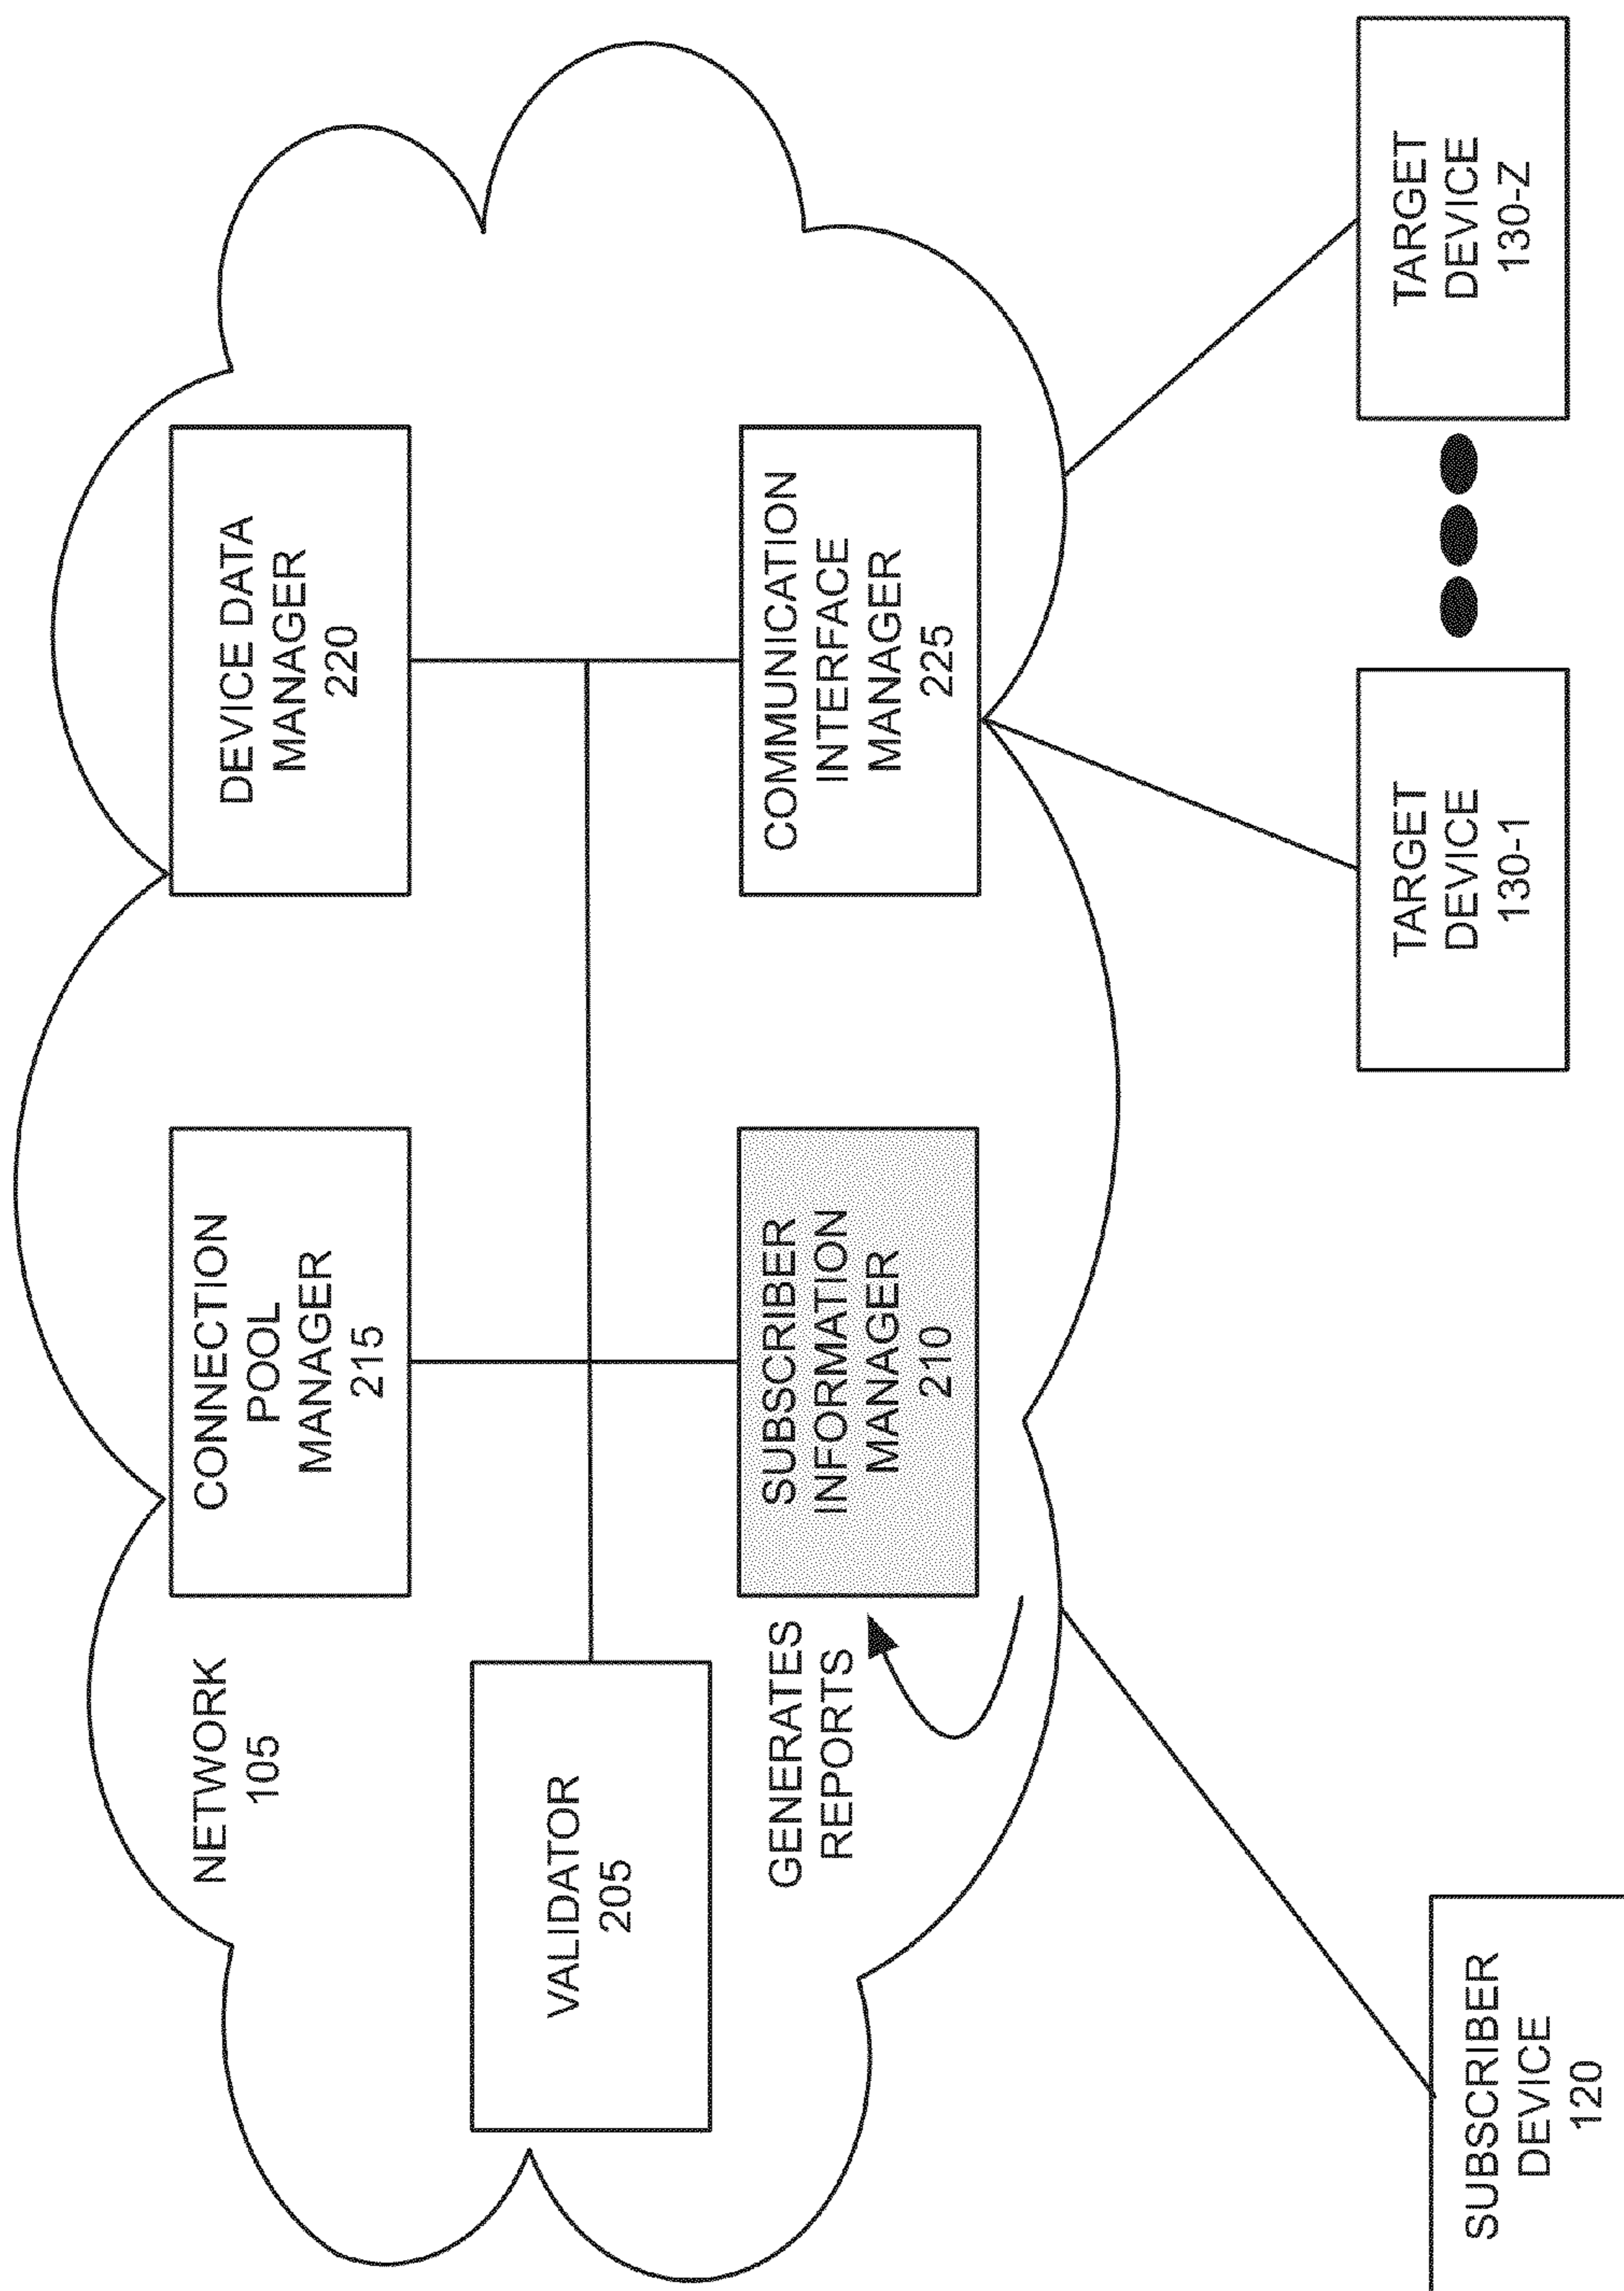 NETWORK
105
CONNECTION
POOL
MANAGER
215
DEVICE DATA
MANAGER
220
VALIDATOR
205
GENERATES
REPORTS
SUBSCRIBER
INFORMATION
MANAGER
210
COMMUNICATION
INTERFACE
MANAGER
225
SUBSCRIBER
DEVICE
120
TARGET
DEVICE
130-1
TARGET
DEVICE
130-Z